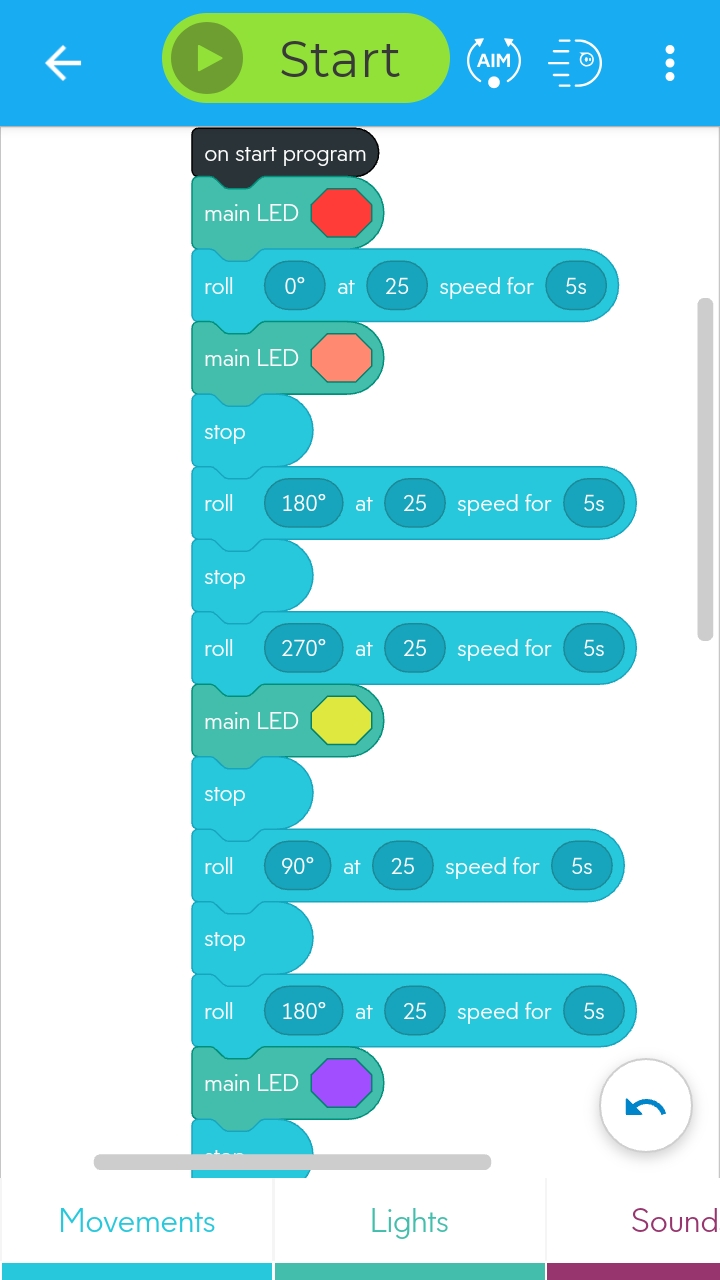 Start
AIM
on start program
main LED
roll 0° at 25 speed for 5s
main LED
stop
roll 180° at 25 speed for 5s
stop
roll 270° at 25 speed for 5s
main LED
stop
roll 90° at 25 speed for 5s
stop
roll 180° at 25 speed for 5s
main LED
stop
Movements Lights Sound